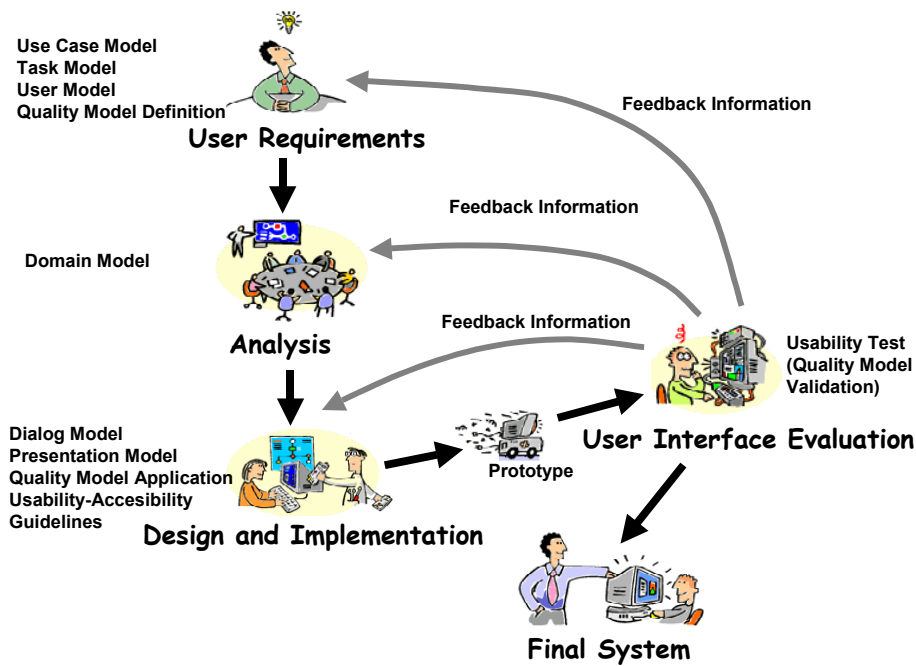 Use Case Model
Task Model
User Model
Quality Model Definition
User Requirements
Feedback Information
Feedback Information
Domain Model
Analysis
Feedback Information
Usability Test
(Quality Model
Validation)
User Interface Evaluation
Dialog Model
Presentation Model
Quality Model Application
Usability-Accesibility
Guidelines
Prototype
Design and Implementation
Final System